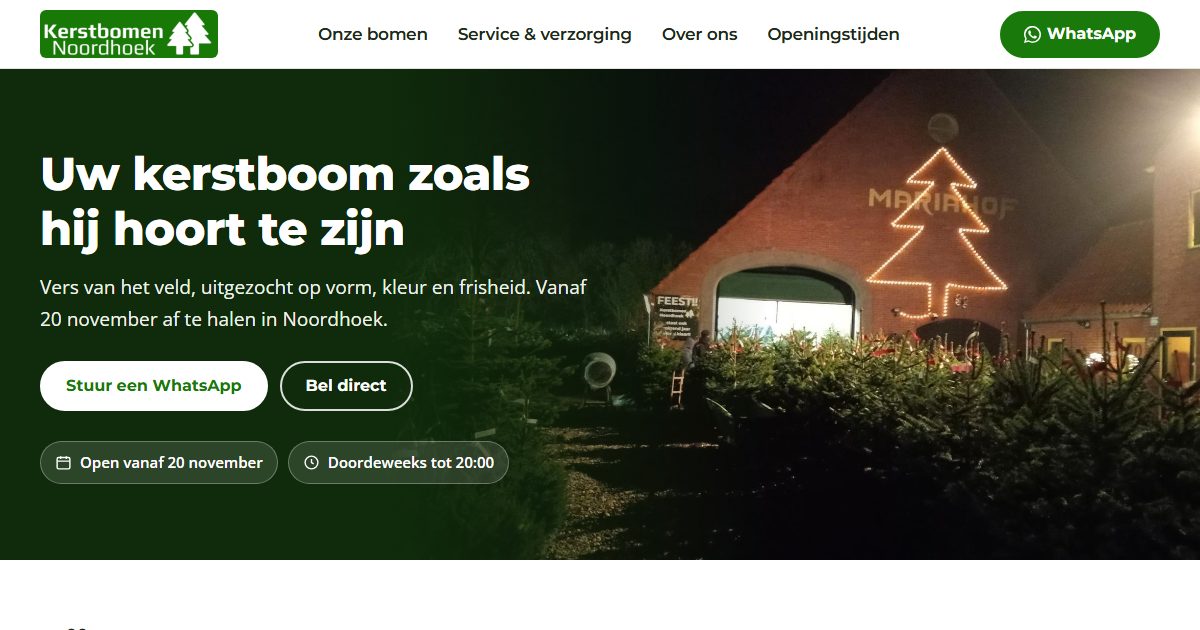 Kerstbomen
Noordhoek
Onze bomen
Service & verzorging
Over ons
Openingstijden
WhatsApp
Uw kerstboom zoals
hij hoort te zijn
Vers van het veld, uitgezocht op vorm, kleur en frisheid. Vanaf
20 november af te halen in Noordhoek.
Stuur een WhatsApp
Bel direct
Open vanaf 20 november
Doordeweeks tot 20:00
MARIAHOF
FEEST!!
Kerstbomen
Noordhoek